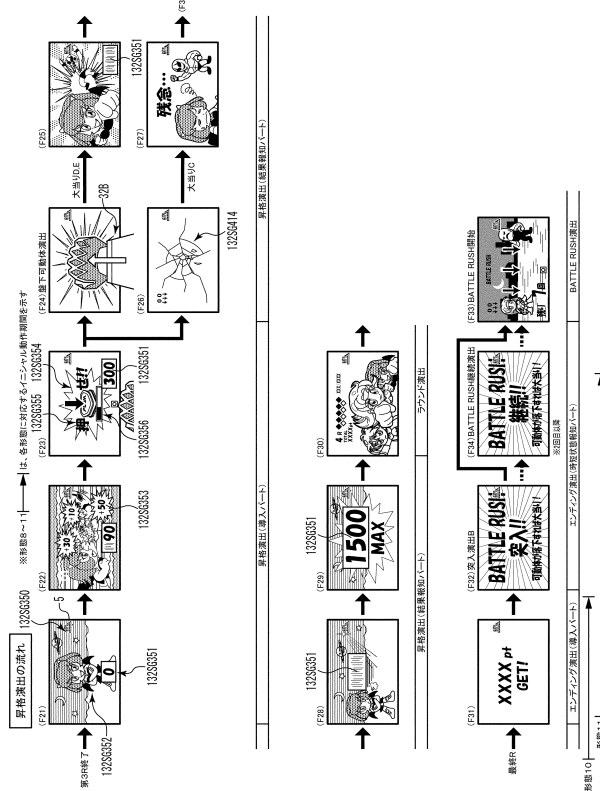 昇格演出の流れ
※形態8～11 は、各形態に対応するイニシャル動作期間を示す
第3R終了
(F21)
132SG350
5
0
132SG352
132SG351
(F22)
+30
+10
+50
90
132SG353
(F23)
132SG355
132SG354
押せ!!
300
132SG351
132SG356
(F24)盤下可動体演出
32B
大当りD,E
(F25)
132SG351
(F26)
132SG414
大当りC
(F27)
残念…
(F3
昇格演出(導入パート)
昇格演出(結果報知パート)
(F28)
132SG351
(F29)
132SG351
1500
MAX
(F30)
4 R
TOTAL
昇格演出(結果報知パート)
ラウンド演出
最終R
(F31)
XXXX pt
GET!
(F32)突入演出B
BATTLE RUSH
突入!!
可動体が落下すれば大当り!
(F34)BATTLE RUSH継続演出
BATTLE RUSH
継続!!
可動体が落下すれば大当り!
※2回目以降
(F33)BATTLE RUSH開始
BATTLE RUSH
残り
エンディング演出(導入パート)
エンディング演出(時短状態報知パート)
BATTLE RUSH演出
形態10